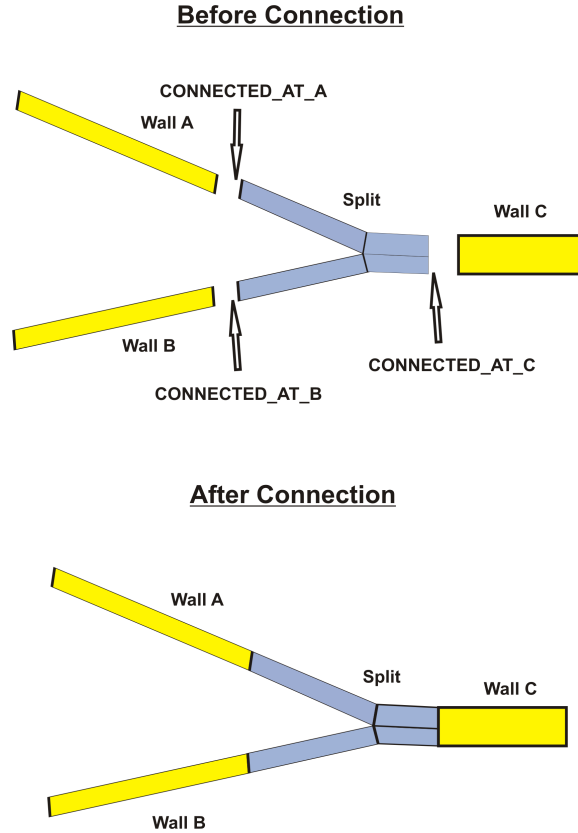 Before Connection
CONNECTED_AT_A
Wall A
Split
Wall C
Wall B
CONNECTED_AT_C
CONNECTED_AT_B
After Connection
Wall A
Split
Wall C
Wall B